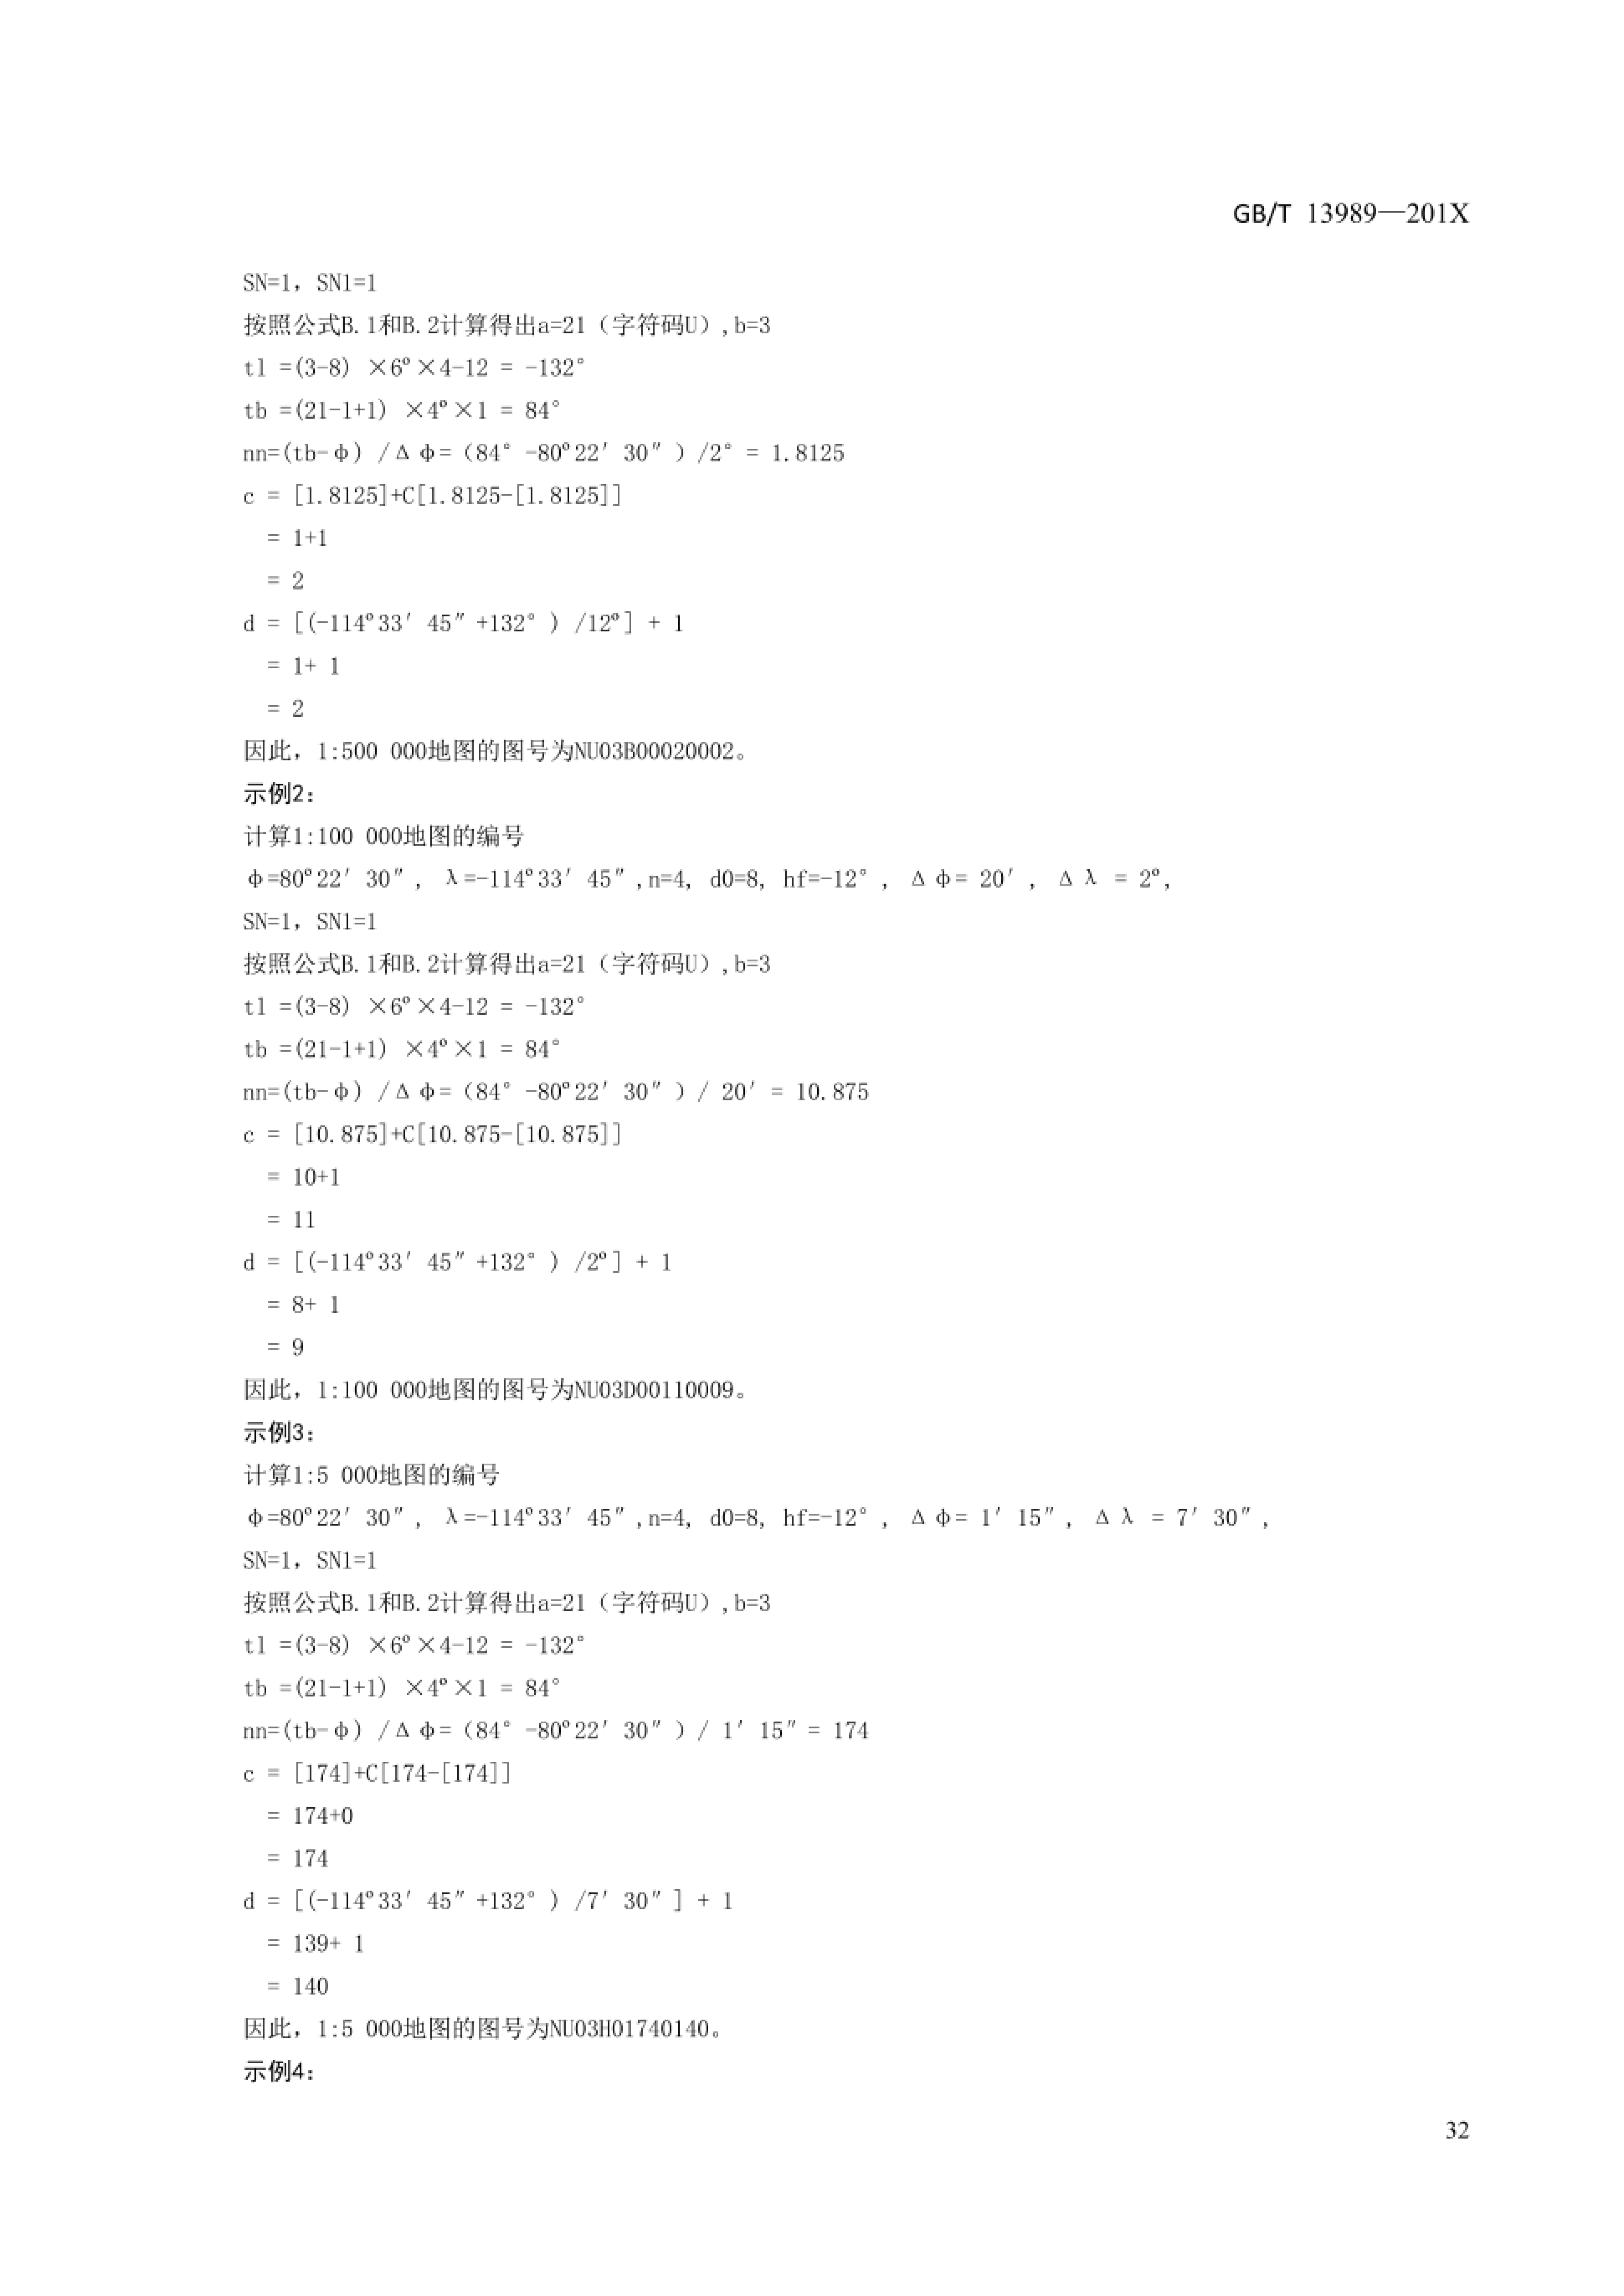 GB/T 13989—201X
SN=1，SN1=1
按照公式B.1和B.2计算得出a=21（字符码U）,b=3
tl =(3-8) ×6º×4-12 = -132°
tb =(21-1+1) ×4º×1 = 84°
nn=(tb-φ) /Δφ=（84°-80º22′30″）/2° = 1.8125
c = [1.8125]+C[1.8125-[1.8125]]
= 1+1
= 2
d = [(-114º33′45″+132°) /12º] + 1
= 1+ 1
= 2
因此，1:500 000地图的图号为NU03B00020002。
示例2：
计算1:100 000地图的编号
φ=80º22′30″, λ=-114º33′45″,n=4, d0=8, hf=-12°, Δφ= 20′, Δλ = 2º,
SN=1，SN1=1
按照公式B.1和B.2计算得出a=21（字符码U）,b=3
tl =(3-8) ×6º×4-12 = -132°
tb =(21-1+1) ×4º×1 = 84°
nn=(tb-φ) /Δφ=（84°-80º22′30″）/ 20′ = 10.875
c = [10.875]+C[10.875-[10.875]]
= 10+1
= 11
d = [(-114º33′45″+132°) /2º] + 1
= 8+ 1
= 9
因此，1:100 000地图的图号为NU03D00110009。
示例3：
计算1:5 000地图的编号
φ=80º22′30″, λ=-114º33′45″,n=4, d0=8, hf=-12°, Δφ= 1′15″, Δλ = 7′30″,
SN=1，SN1=1
按照公式B.1和B.2计算得出a=21（字符码U）,b=3
tl =(3-8) ×6º×4-12 = -132°
tb =(21-1+1) ×4º×1 = 84°
nn=(tb-φ) /Δφ=（84°-80º22′30″）/ 1′15″= 174
c = [174]+C[174-[174]]
= 174+0
= 174
d = [(-114º33′45″+132°) /7′30″] + 1
= 139+ 1
= 140
因此，1:5 000地图的图号为NU03H01740140。
示例4：
32